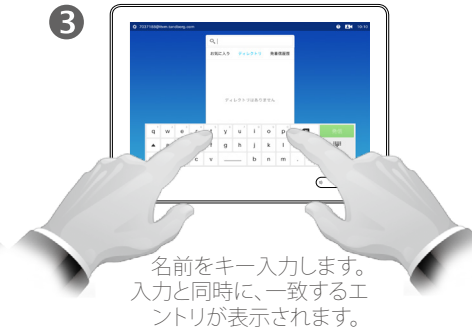 3
19:10
お気に入り ディレクトリ 発着信履歴
ディレクトリはありません
q w e y u i o p
g h j k l
c v b n m .
名前をキー入力します。
入力と同時に、一致するエ
ントリが表示されます。